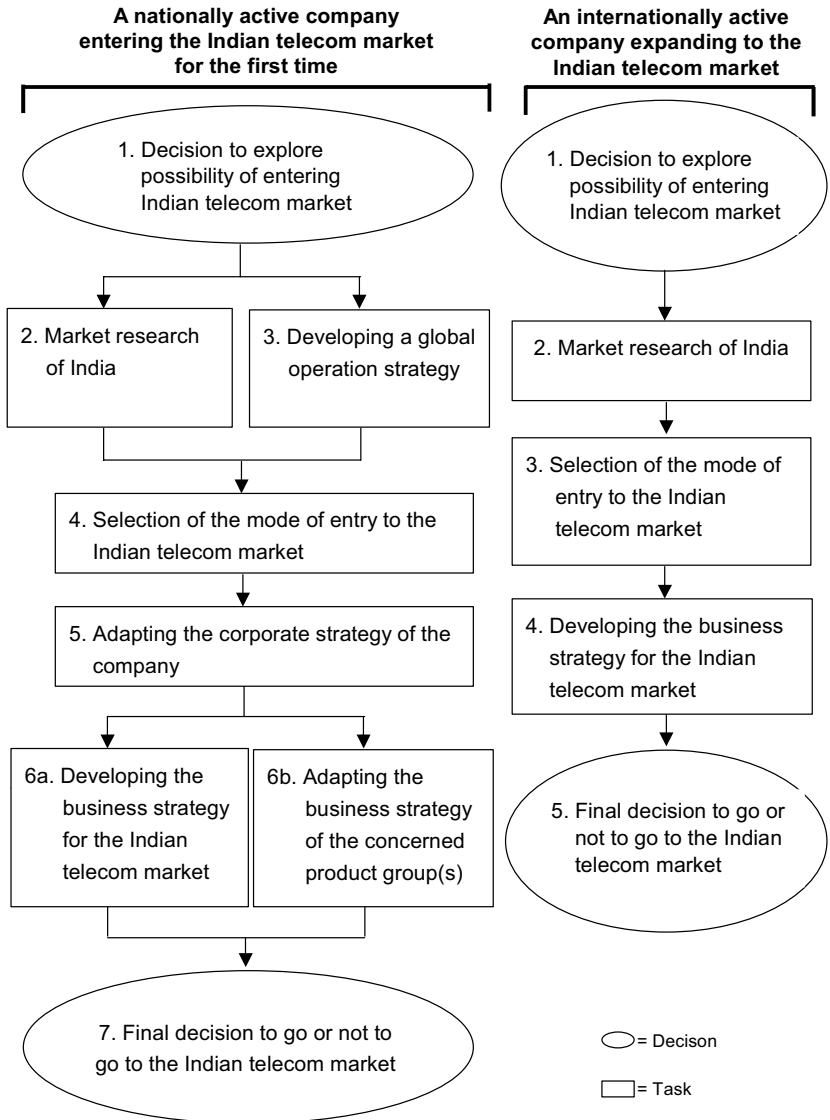 A nationally active company
entering the Indian telecom market
for the first time
1. Decision to explore
possibility of entering
Indian telecom market
2. Market research
of India
3. Developing a global
operation strategy
4. Selection of the mode of entry to the
Indian telecom market
5. Adapting the corporate strategy of the
company
6a. Developing the
business strategy
for the Indian
telecom market
6b. Adapting the
business strategy
of the concerned
product group(s)
7. Final decision to go or not to
go to the Indian telecom market
An internationally active
company expanding to the
Indian telecom market
1. Decision to explore
possibility of entering
Indian telecom market
2. Market research of India
3. Selection of the mode of
entry to the Indian
telecom market
4. Developing the business
strategy for the Indian
telecom market
5. Final decision to go or
not to go to the Indian
telecom market
= Decison
= Task